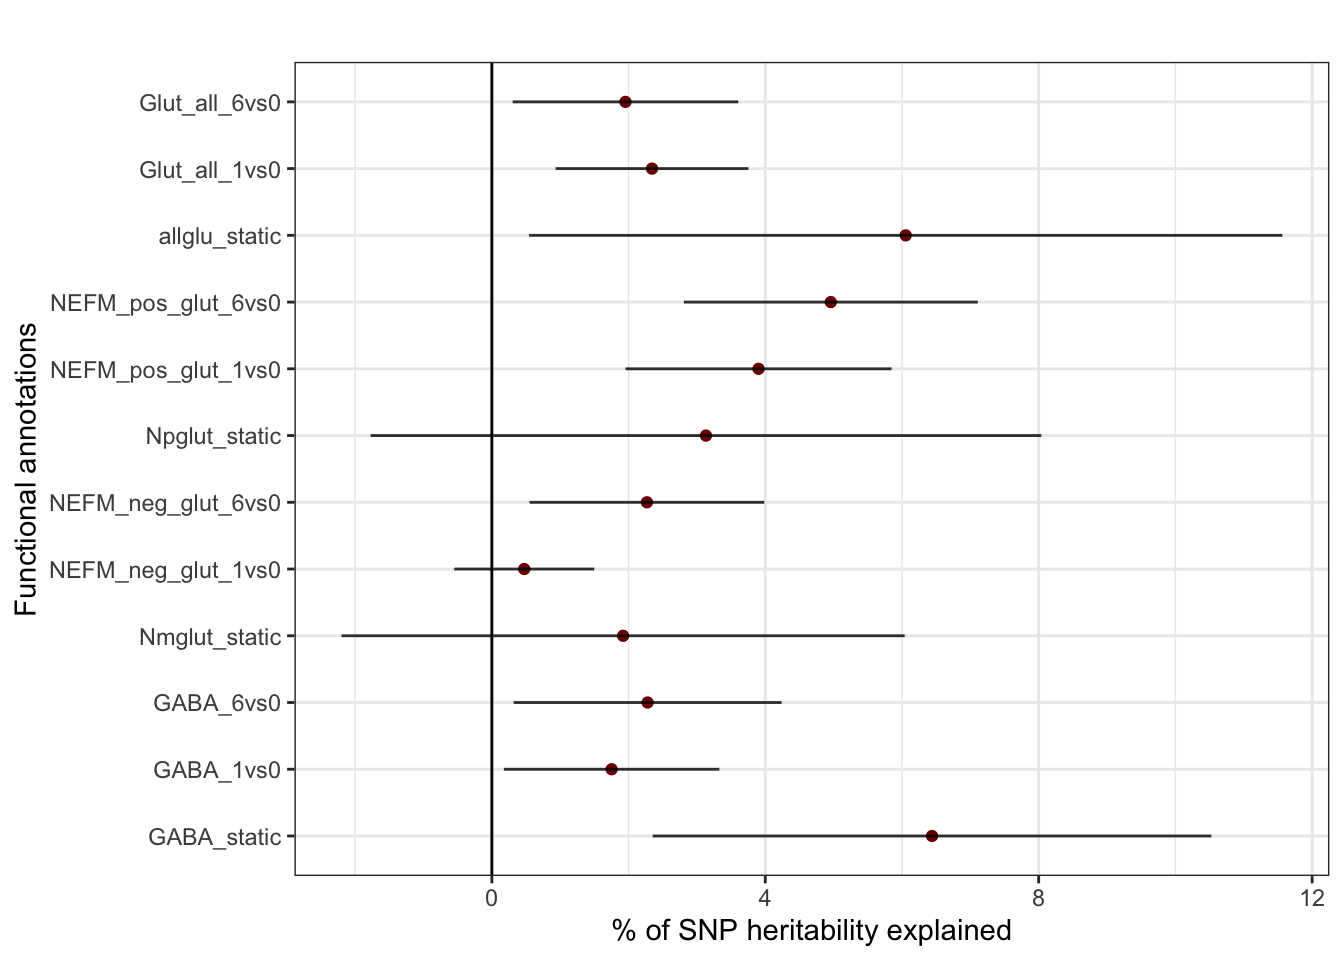 Functional annotations
Glut_all_6vs0
Glut_all_1vs0
allglu_static
NEFM_pos_glut_6vs0
NEFM_pos_glut_1vs0
Npglut_static
NEFM_neg_glut_6vs0
NEFM_neg_glut_1vs0
Nmglut_static
GABA_6vs0
GABA_1vs0
GABA_static
0 4 8 12
% of SNP heritability explained